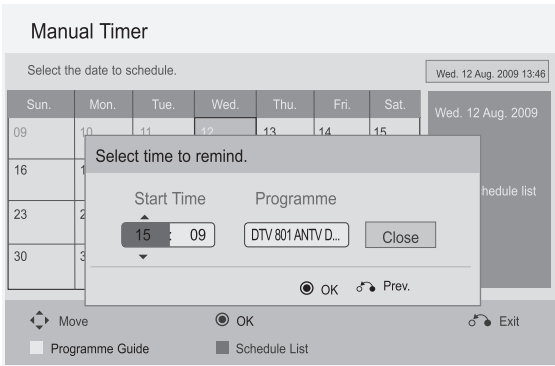 Manual Timer
Select the date to schedule.
Wed. 12 Aug. 2009 13:46
Sun. Mon. Tue. Wed. Thu. Fri. Sat.
Wed. 12 Aug. 2009
09 10 11 12 13 14 15
Select time to remind.
16 1
hedule list
Start Time Programme
23 2
15 : 09 DTV 801 ANTV D... Close
30 3
OK Prev.
Move OK Exit
Programme Guide Schedule List